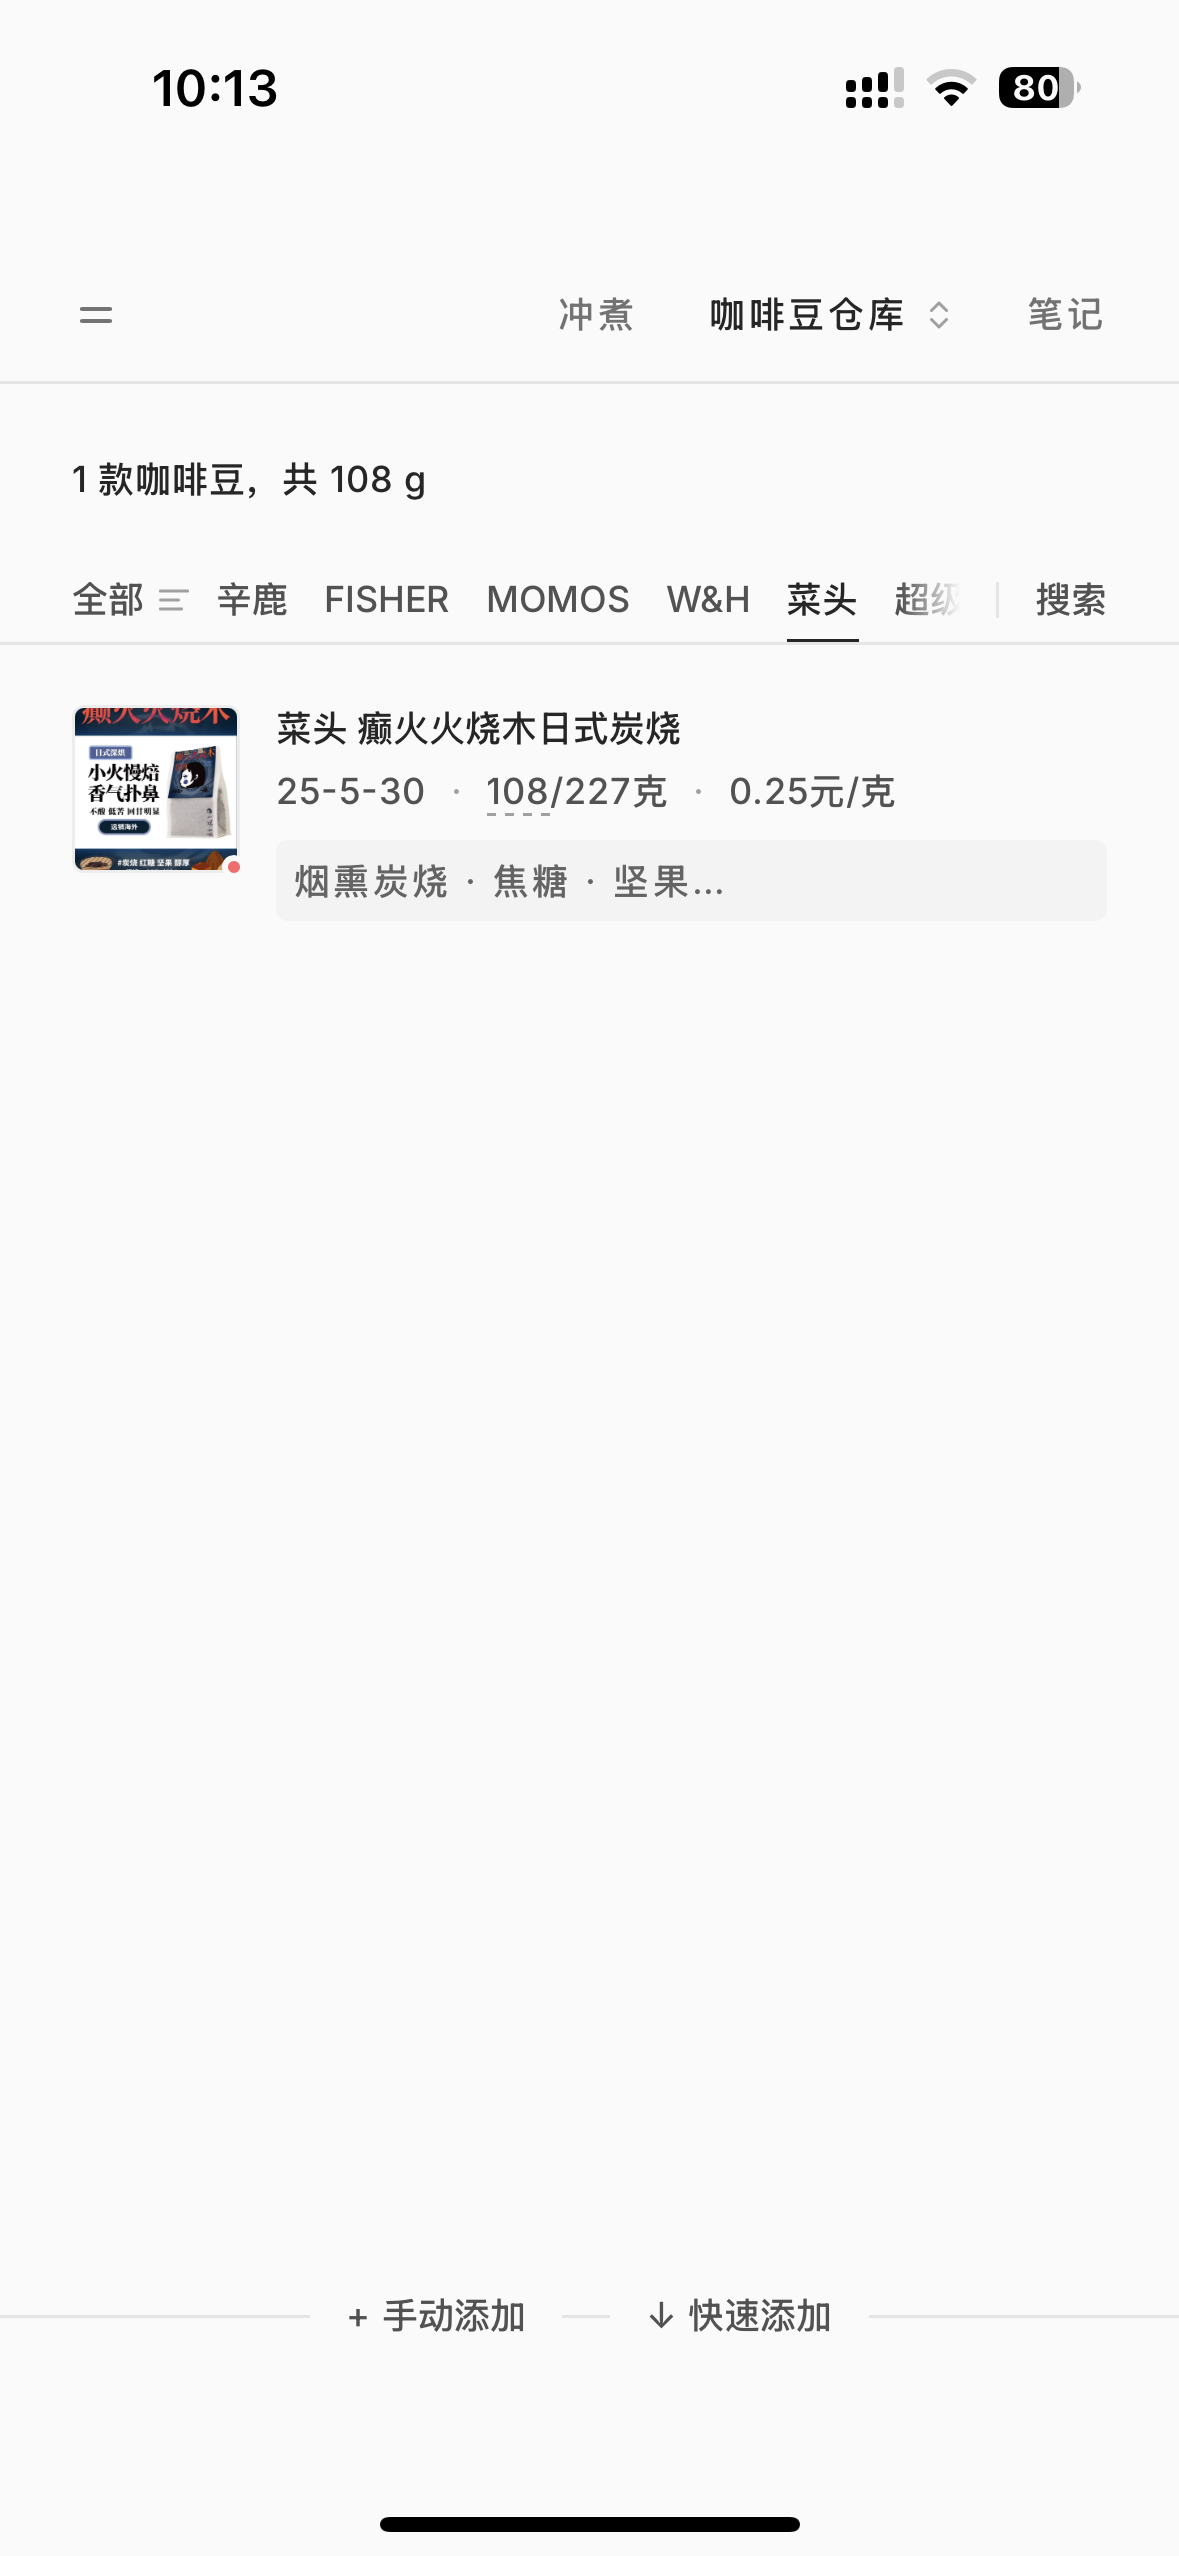 10:13
80
冲煮 咖啡豆仓库 笔记
1 款咖啡豆，共 108 g
全部 辛鹿 FISHER MOMOS W&H 菜头 超级 搜索
菜头 癫火火烧木日式炭烧
25-5-30 · 108/227克 · 0.25元/克
烟熏炭烧 · 焦糖 · 坚果...
癫火火烧木
日式深烘
小火慢焙
香气扑鼻
不酸 低苦 回甘明显
远销海外
#炭烧 红糖 坚果 醇厚
+ 手动添加 ↓ 快速添加